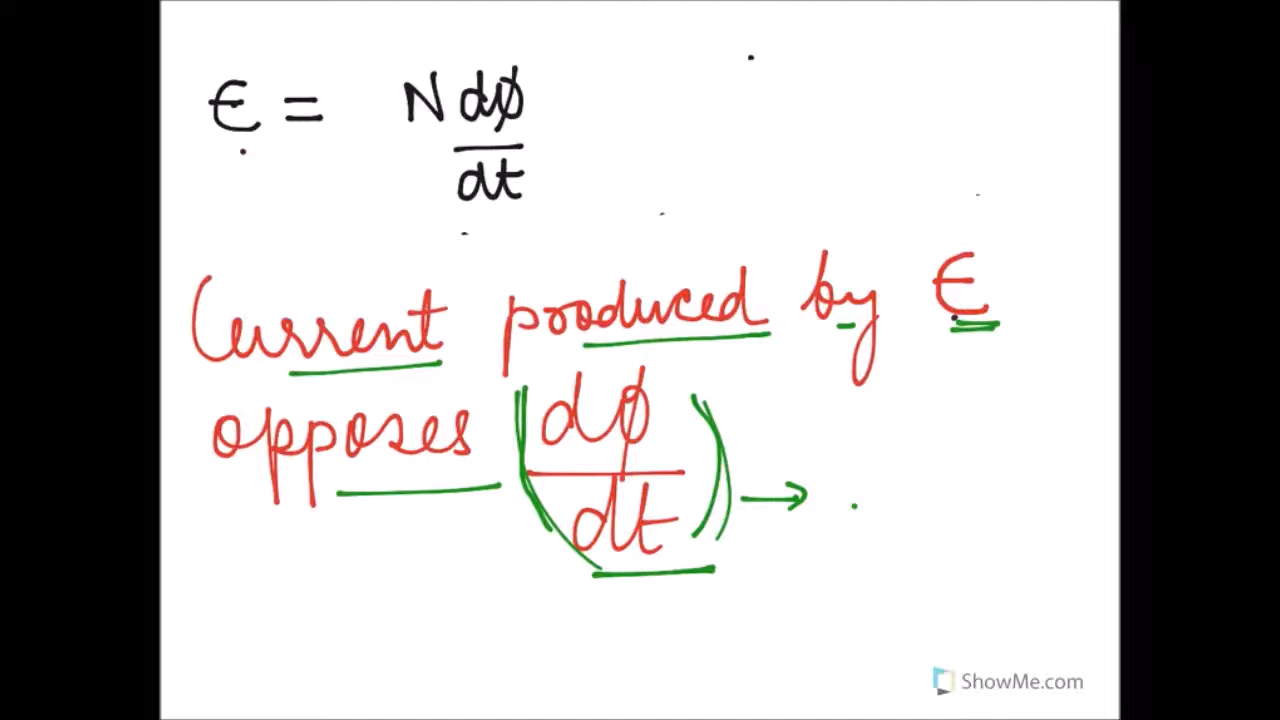 ϵ = N dϕ
dt
Current produced by ϵ
opposes (dϕ
dt) →
ShowMe.com